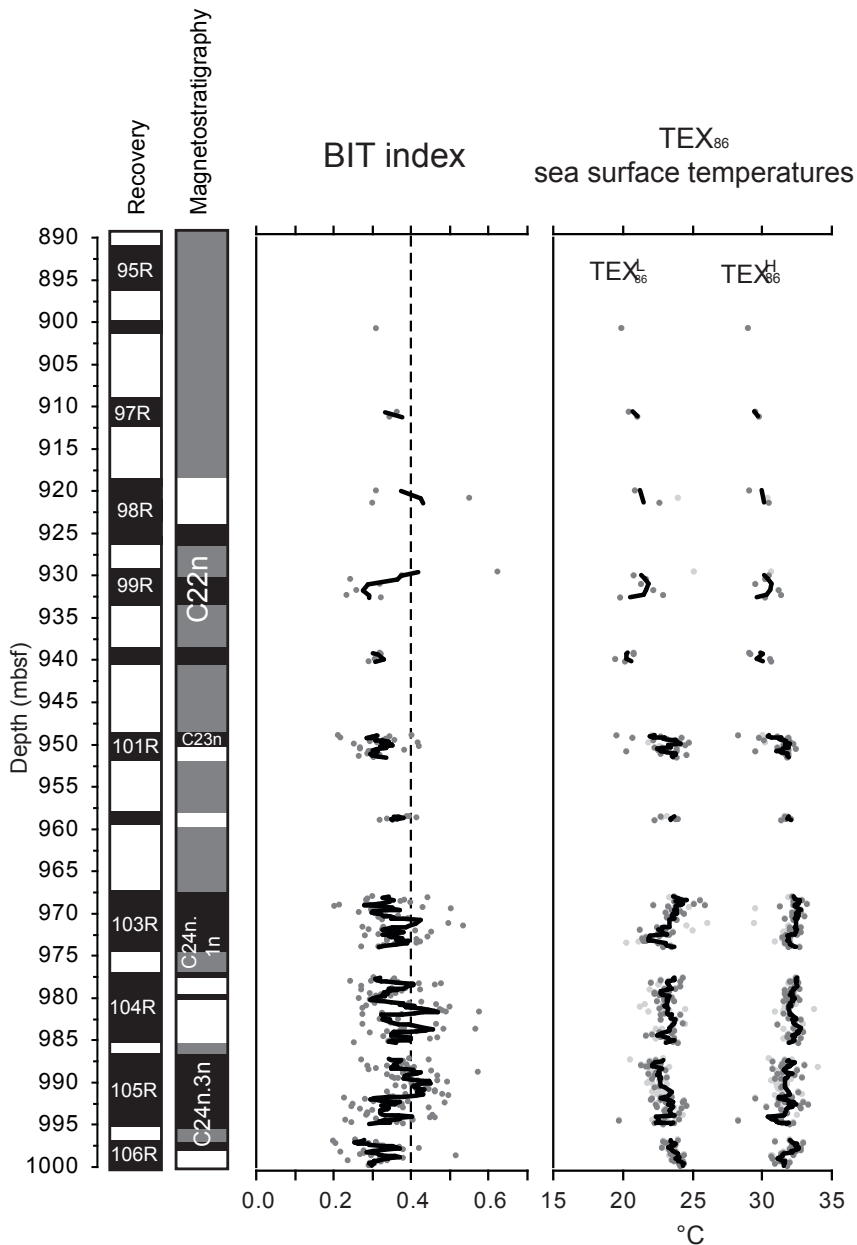 Recovery
Magnetostratigraphy
BIT index
TEX₈₆
sea surface temperatures
TEX₈₆ᴸ
TEX₈₆ᴴ
Depth (mbsf)
890
895
900
905
910
915
920
925
930
935
940
945
950
955
960
965
970
975
980
985
990
995
1000
95R
97R
98R
99R
101R
103R
104R
105R
106R
C22n
C23n
C24n.
1n
C24n.3n
0.0 0.2 0.4 0.6
15 20 25 30 35
°C